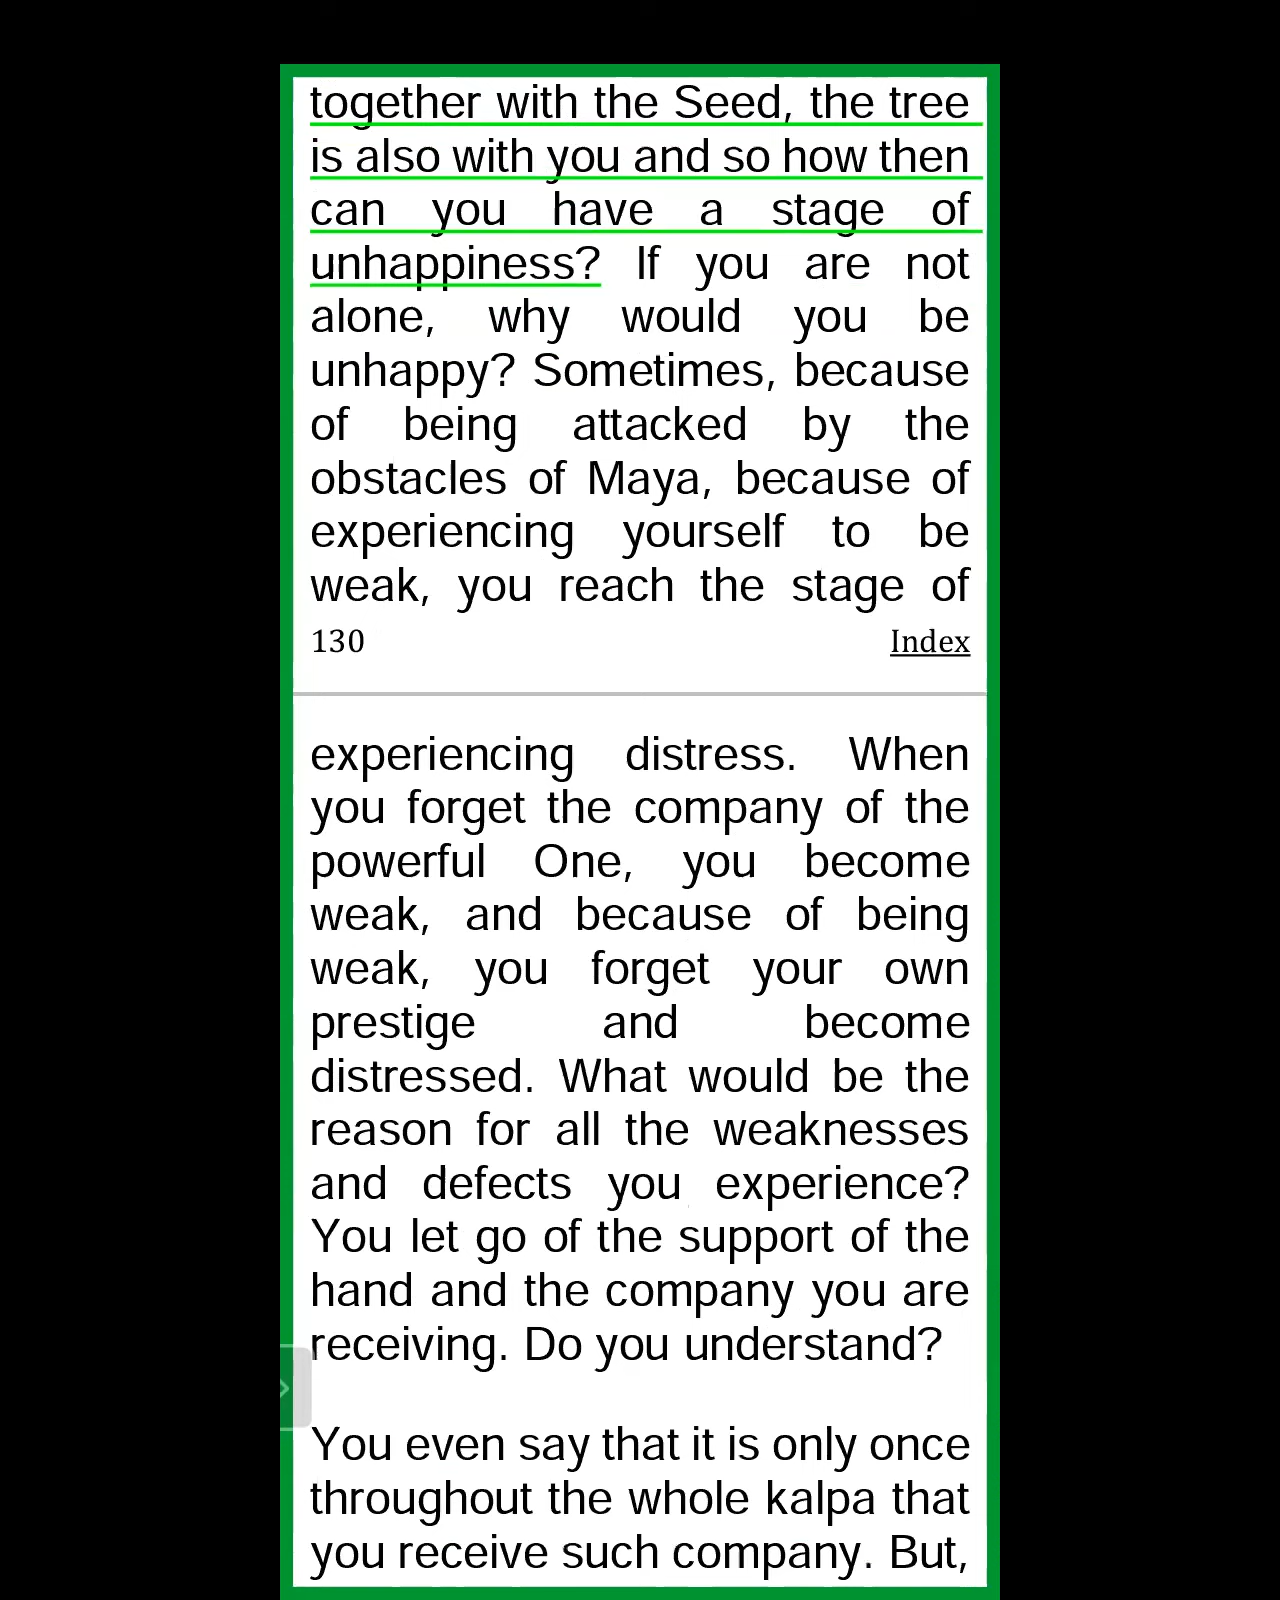 together with the Seed, the tree
is also with you and so how then
can you have a stage of
unhappiness? If you are not
alone, why would you be
unhappy? Sometimes, because
of being attacked by the
obstacles of Maya, because of
experiencing yourself to be
weak, you reach the stage of
130 Index
experiencing distress. When
you forget the company of the
powerful One, you become
weak, and because of being
weak, you forget your own
prestige and become
distressed. What would be the
reason for all the weaknesses
and defects you experience?
You let go of the support of the
hand and the company you are
receiving. Do you understand?
You even say that it is only once
throughout the whole kalpa that
you receive such company. But,